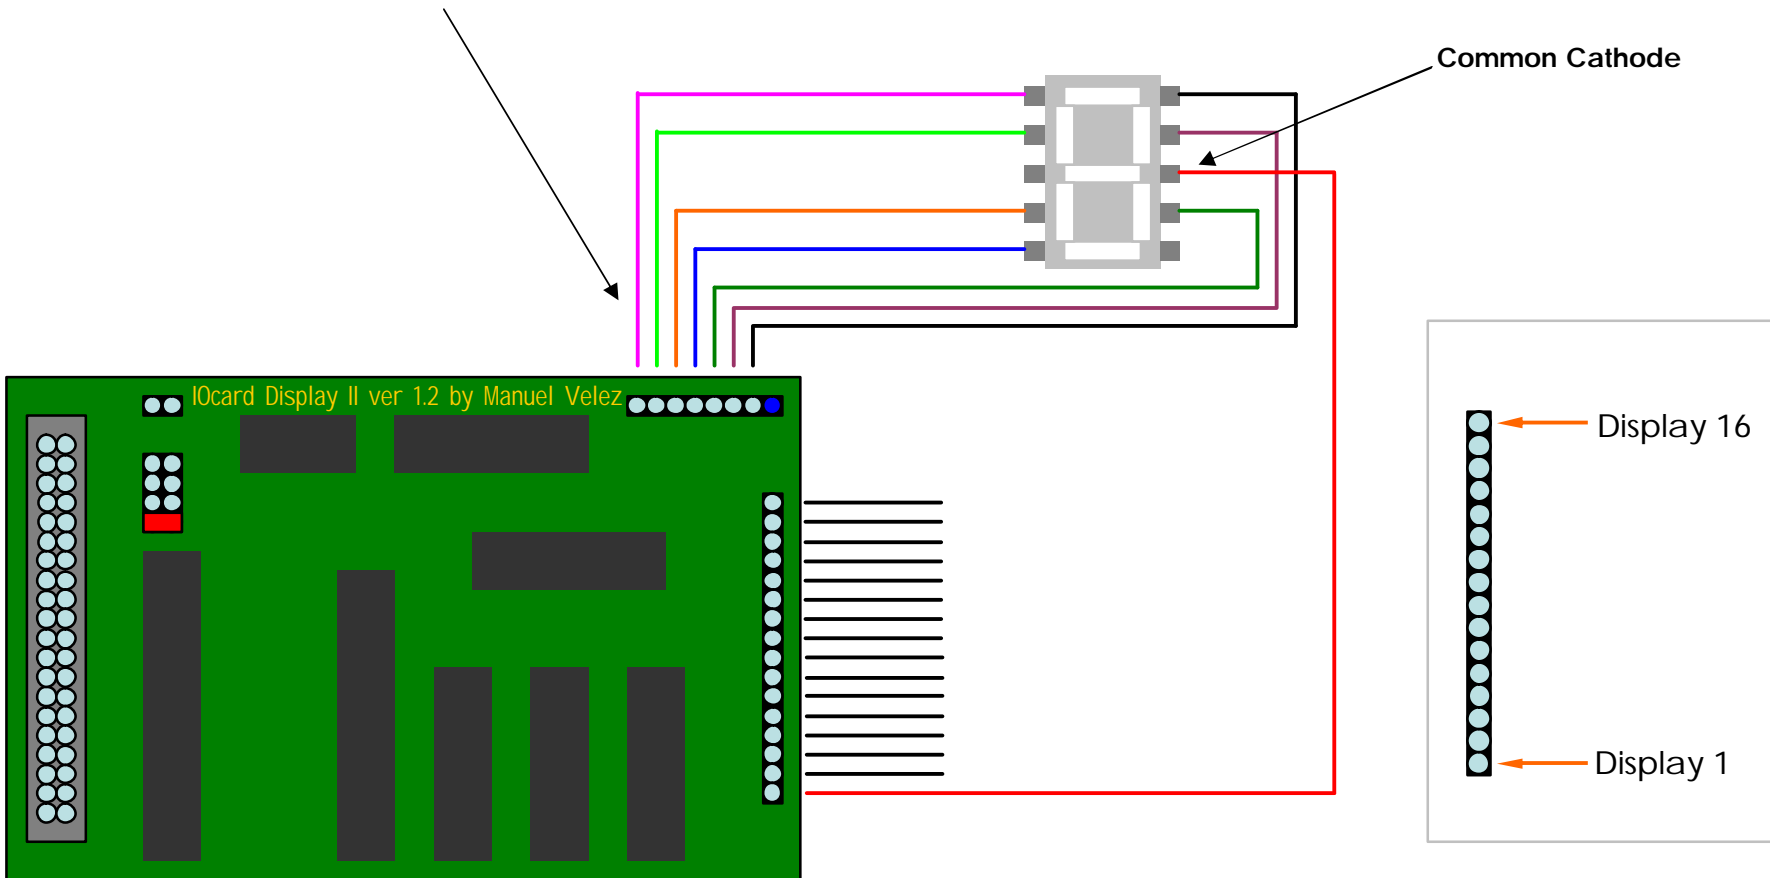 Common Cathode
IOcard Display II ver 1.2 by Manuel Velez
Display 16
Display 1